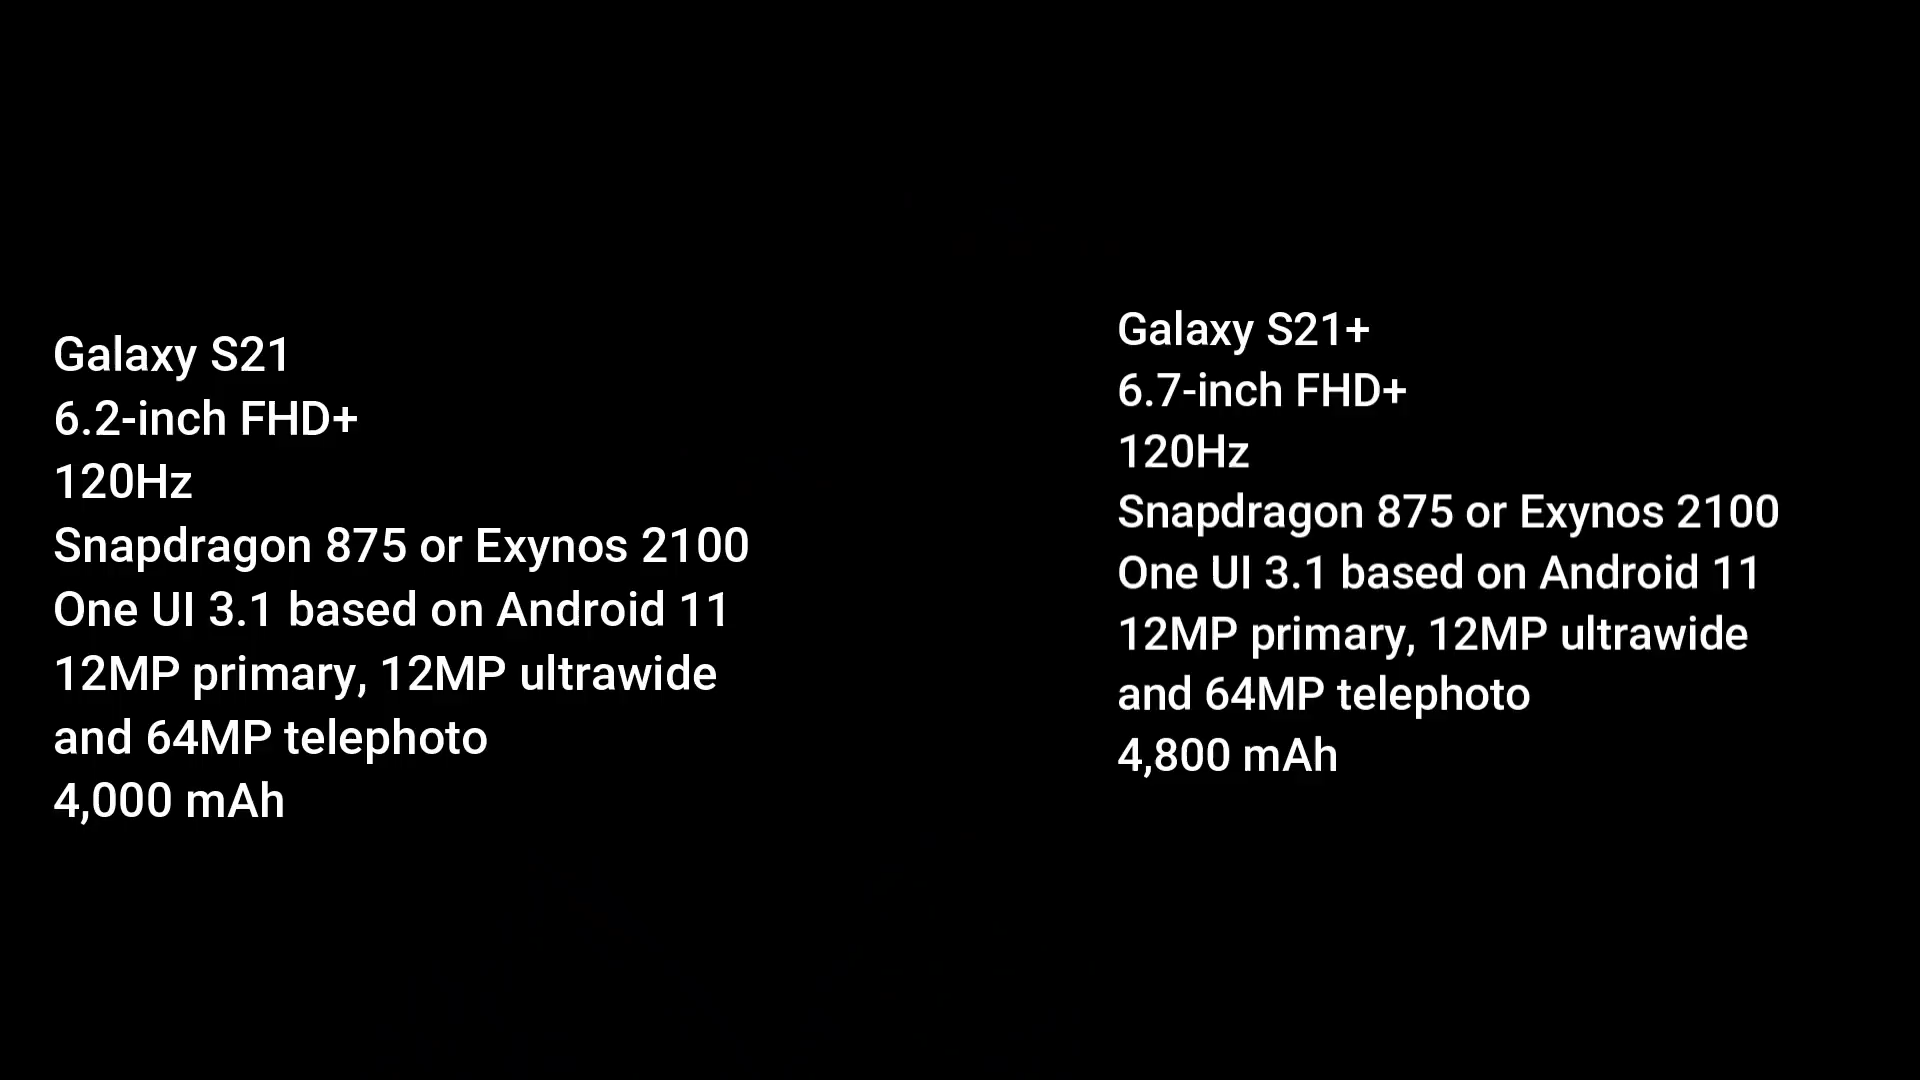 Galaxy S21
6.2-inch FHD+
120Hz
Snapdragon 875 or Exynos 2100
One UI 3.1 based on Android 11
12MP primary, 12MP ultrawide
and 64MP telephoto
4,000 mAh
Galaxy S21+
6.7-inch FHD+
120Hz
Snapdragon 875 or Exynos 2100
One UI 3.1 based on Android 11
12MP primary, 12MP ultrawide
and 64MP telephoto
4,800 mAh